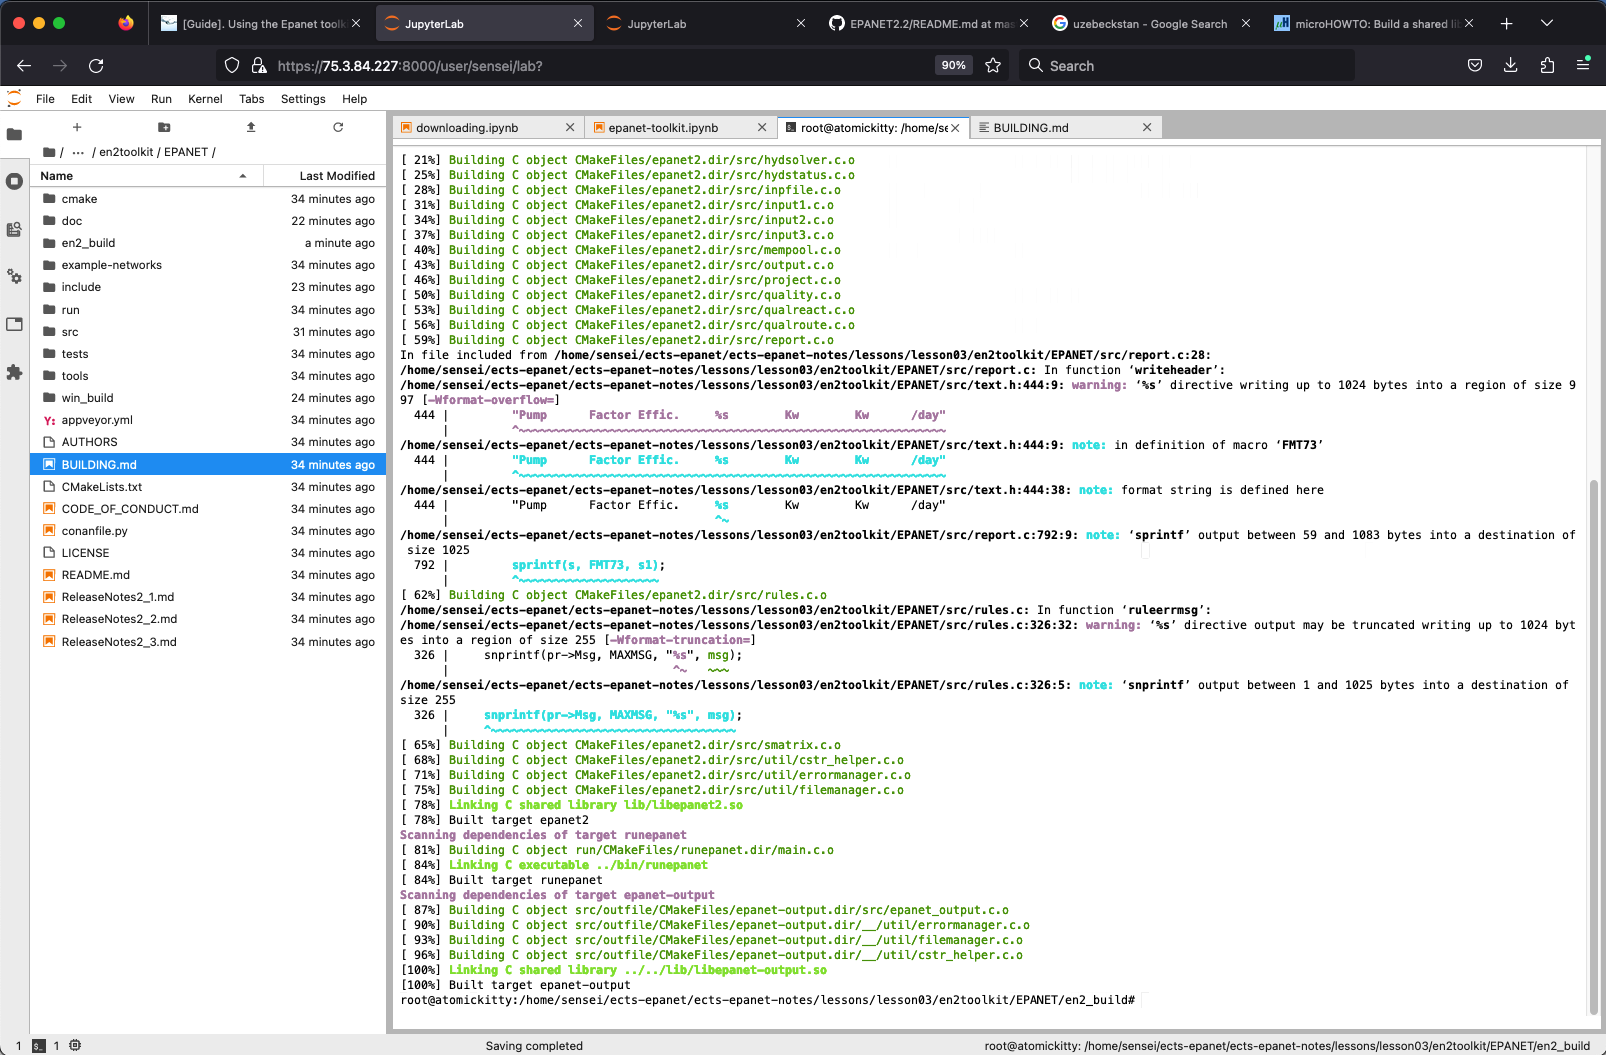 [Guide]. Using the Epanet toolk
JupyterLab
JupyterLab
EPANET2.2/README.md at mas
uzebeckstan - Google Search
microHOWTO: Build a shared li
https://75.3.84.227:8000/user/sensei/lab?
90%
Search
File Edit View Run Kernel Tabs Settings Help
/ ··· / en2toolkit / EPANET /
Name Last Modified
cmake 34 minutes ago
doc 22 minutes ago
en2_build a minute ago
example-networks 34 minutes ago
include 23 minutes ago
run 34 minutes ago
src 31 minutes ago
tests 34 minutes ago
tools 34 minutes ago
win_build 24 minutes ago
Y: appveyor.yml 34 minutes ago
AUTHORS 34 minutes ago
BUILDING.md 34 minutes ago
CMakeLists.txt 34 minutes ago
CODE_OF_CONDUCT.md 34 minutes ago
conanfile.py 34 minutes ago
LICENSE 34 minutes ago
README.md 34 minutes ago
ReleaseNotes2_1.md 34 minutes ago
ReleaseNotes2_2.md 34 minutes ago
ReleaseNotes2_3.md 34 minutes ago
downloading.ipynb
epanet-toolkit.ipynb
root@atomickitty: /home/se
BUILDING.md
[ 21%] Building C object CMakeFiles/epanet2.dir/src/hydsolver.c.o
[ 25%] Building C object CMakeFiles/epanet2.dir/src/hydstatus.c.o
[ 28%] Building C object CMakeFiles/epanet2.dir/src/inpfile.c.o
[ 31%] Building C object CMakeFiles/epanet2.dir/src/input1.c.o
[ 34%] Building C object CMakeFiles/epanet2.dir/src/input2.c.o
[ 37%] Building C object CMakeFiles/epanet2.dir/src/input3.c.o
[ 40%] Building C object CMakeFiles/epanet2.dir/src/mempool.c.o
[ 43%] Building C object CMakeFiles/epanet2.dir/src/output.c.o
[ 46%] Building C object CMakeFiles/epanet2.dir/src/project.c.o
[ 50%] Building C object CMakeFiles/epanet2.dir/src/quality.c.o
[ 53%] Building C object CMakeFiles/epanet2.dir/src/qualreact.c.o
[ 56%] Building C object CMakeFiles/epanet2.dir/src/qualroute.c.o
[ 59%] Building C object CMakeFiles/epanet2.dir/src/report.c.o
In file included from /home/sensei/ects-epanet/ects-epanet-notes/lessons/lesson03/en2toolkit/EPANET/src/report.c:28:
/home/sensei/ects-epanet/ects-epanet-notes/lessons/lesson03/en2toolkit/EPANET/src/report.c: In function ‘writeheader’:
/home/sensei/ects-epanet/ects-epanet-notes/lessons/lesson03/en2toolkit/EPANET/src/text.h:444:9: warning: ‘%s’ directive writing up to 1024 bytes into a region of size 9
97 [-Wformat-overflow=]
444 | "Pump Factor Effic. %s Kw Kw /day"
| ^~~~~~~~~~~~~~~~~~~~~~~~~~~~~~~~~~~~~~~~~~~~~~~~~~~~~~~~~~~~~~
/home/sensei/ects-epanet/ects-epanet-notes/lessons/lesson03/en2toolkit/EPANET/src/text.h:444:9: note: in definition of macro ‘FMT73’
444 | "Pump Factor Effic. %s Kw Kw /day"
| ^~~~~~~~~~~~~~~~~~~~~~~~~~~~~~~~~~~~~~~~~~~~~~~~~~~~~~~~~~~~~~
/home/sensei/ects-epanet/ects-epanet-notes/lessons/lesson03/en2toolkit/EPANET/src/text.h:444:38: note: format string is defined here
444 | "Pump Factor Effic. %s Kw Kw /day"
| ^~
/home/sensei/ects-epanet/ects-epanet-notes/lessons/lesson03/en2toolkit/EPANET/src/report.c:792:9: note: ‘sprintf’ output between 59 and 1083 bytes into a destination of
size 1025
792 | sprintf(s, FMT73, s1);
| ^~~~~~~~~~~~~~~~~~~~~
[ 62%] Building C object CMakeFiles/epanet2.dir/src/rules.c.o
/home/sensei/ects-epanet/ects-epanet-notes/lessons/lesson03/en2toolkit/EPANET/src/rules.c: In function ‘ruleerrmsg’:
/home/sensei/ects-epanet/ects-epanet-notes/lessons/lesson03/en2toolkit/EPANET/src/rules.c:326:32: warning: ‘%s’ directive output may be truncated writing up to 1024 byt
es into a region of size 255 [-Wformat-truncation=]
326 | snprintf(pr->Msg, MAXMSG, "%s", msg);
| ^~ ~~~
/home/sensei/ects-epanet/ects-epanet-notes/lessons/lesson03/en2toolkit/EPANET/src/rules.c:326:5: note: ‘snprintf’ output between 1 and 1025 bytes into a destination of
size 255
326 | snprintf(pr->Msg, MAXMSG, "%s", msg);
| ^~~~~~~~~~~~~~~~~~~~~~~~~~~~~~~~~~~~
[ 65%] Building C object CMakeFiles/epanet2.dir/src/smatrix.c.o
[ 68%] Building C object CMakeFiles/epanet2.dir/src/util/cstr_helper.c.o
[ 71%] Building C object CMakeFiles/epanet2.dir/src/util/errormanager.c.o
[ 75%] Building C object CMakeFiles/epanet2.dir/src/util/filemanager.c.o
[ 78%] Linking C shared library lib/libepanet2.so
[ 78%] Built target epanet2
Scanning dependencies of target runepanet
[ 81%] Building C object run/CMakeFiles/runepanet.dir/main.c.o
[ 84%] Linking C executable ../bin/runepanet
[ 84%] Built target runepanet
Scanning dependencies of target epanet-output
[ 87%] Building C object src/outfile/CMakeFiles/epanet-output.dir/src/epanet_output.c.o
[ 90%] Building C object src/outfile/CMakeFiles/epanet-output.dir/__/util/errormanager.c.o
[ 93%] Building C object src/outfile/CMakeFiles/epanet-output.dir/__/util/filemanager.c.o
[ 96%] Building C object src/outfile/CMakeFiles/epanet-output.dir/__/util/cstr_helper.c.o
[100%] Linking C shared library ../../lib/libepanet-output.so
[100%] Built target epanet-output
root@atomickitty:/home/sensei/ects-epanet/ects-epanet-notes/lessons/lesson03/en2toolkit/EPANET/en2_build#
1 1
Saving completed
root@atomickitty: /home/sensei/ects-epanet/ects-epanet-notes/lessons/lesson03/en2toolkit/EPANET/en2_build